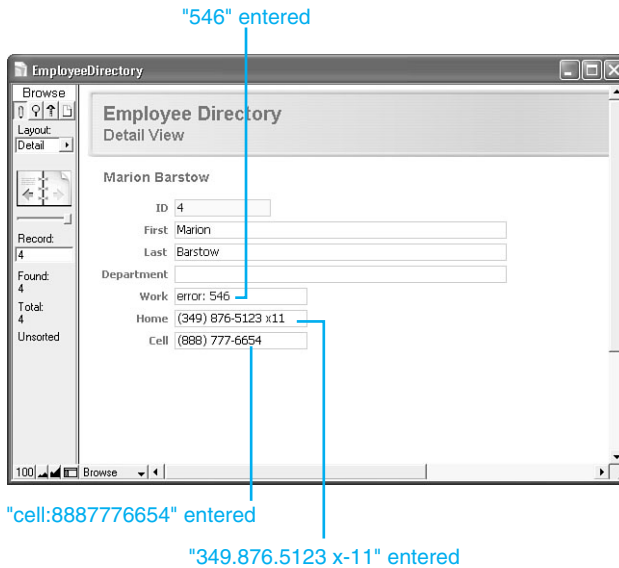 "546" entered
EmployeeDirectory
Browse
Layout:
Detail
Record:
4
Found:
4
Total:
4
Unsorted
Employee Directory
Detail View
Marion Barstow
ID 4
First Marion
Last Barstow
Department
Work error: 546
Home (349) 876-5123 x11
Cell (888) 777-6654
100 Browse
"cell:8887776654" entered
"349.876.5123 x-11" entered